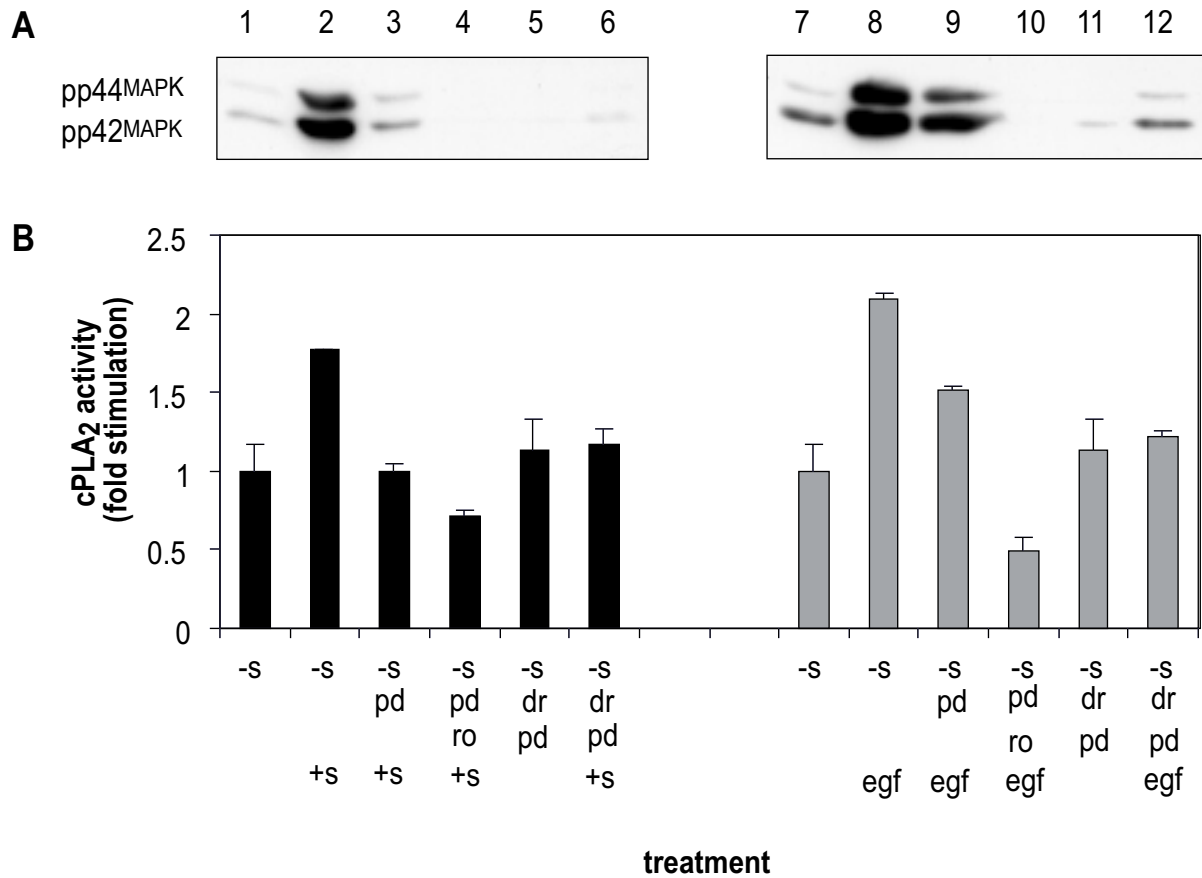 A
1 2 3 4 5 6 7 8 9 10 11 12
pp44MAPK
pp42MAPK
B
cPLA2 activity
(fold stimulation)
2.5
2
1.5
1
0.5
0
-s -s -s -s -s -s -s -s -s -s -s -s
pd pd dr dr pd pd dr dr
ro pd pd ro pd pd
+s +s +s +s egf egf egf egf
treatment